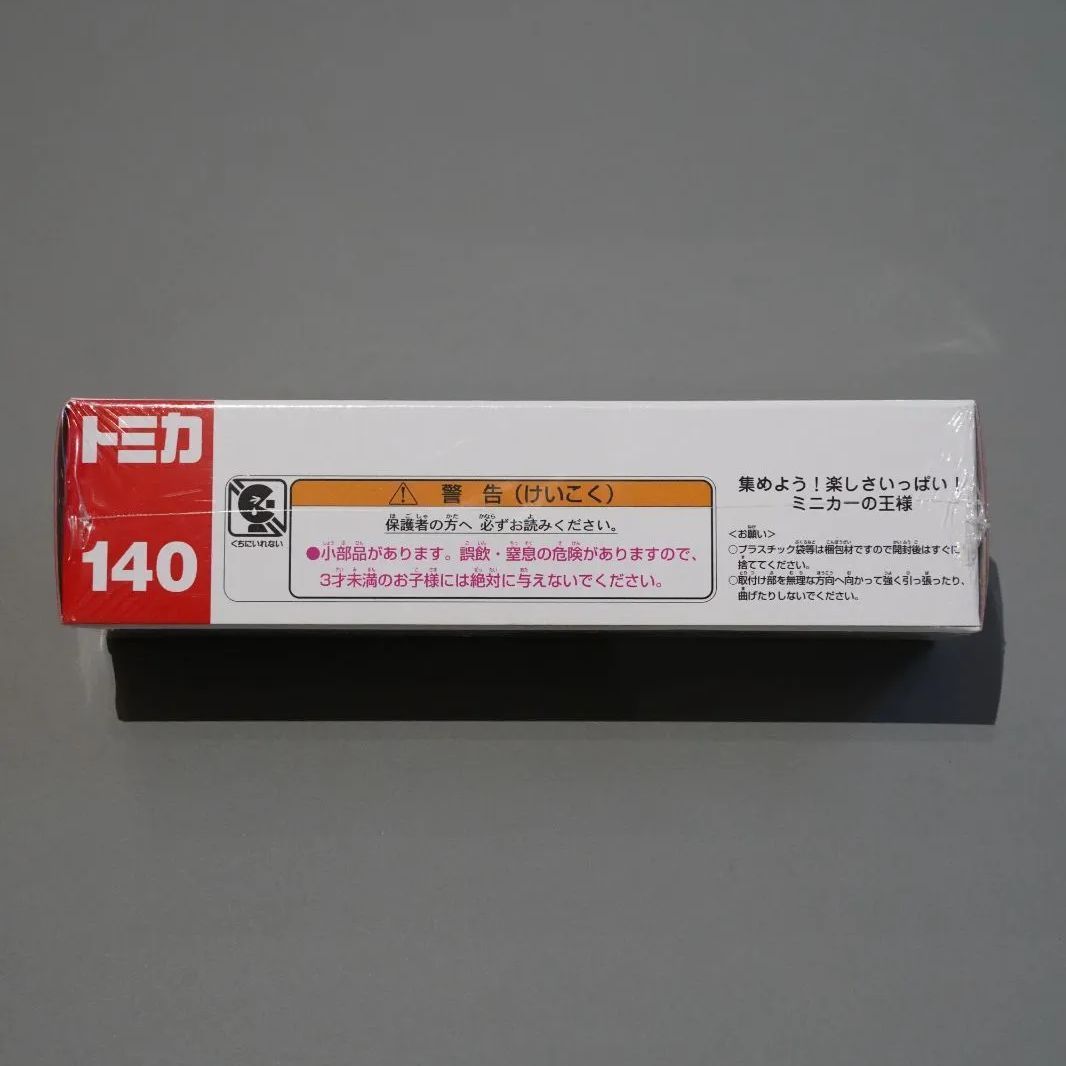 トミカ
140
くちにいれない
警告(けいこく)
保護者の方へ 必ずお読みください。
●小部品があります。誤飲・窒息の危険がありますので、
3才未満のお子様には絶対に与えないでください。
集めよう!楽しさいっぱい!
ミニカーの王様
<お願い>
○プラスチック袋等は梱包材ですので開封後はすぐに
捨ててください。
○取付け部を無理な方向へ向かって強く引っ張ったり、
曲げたりしないでください。